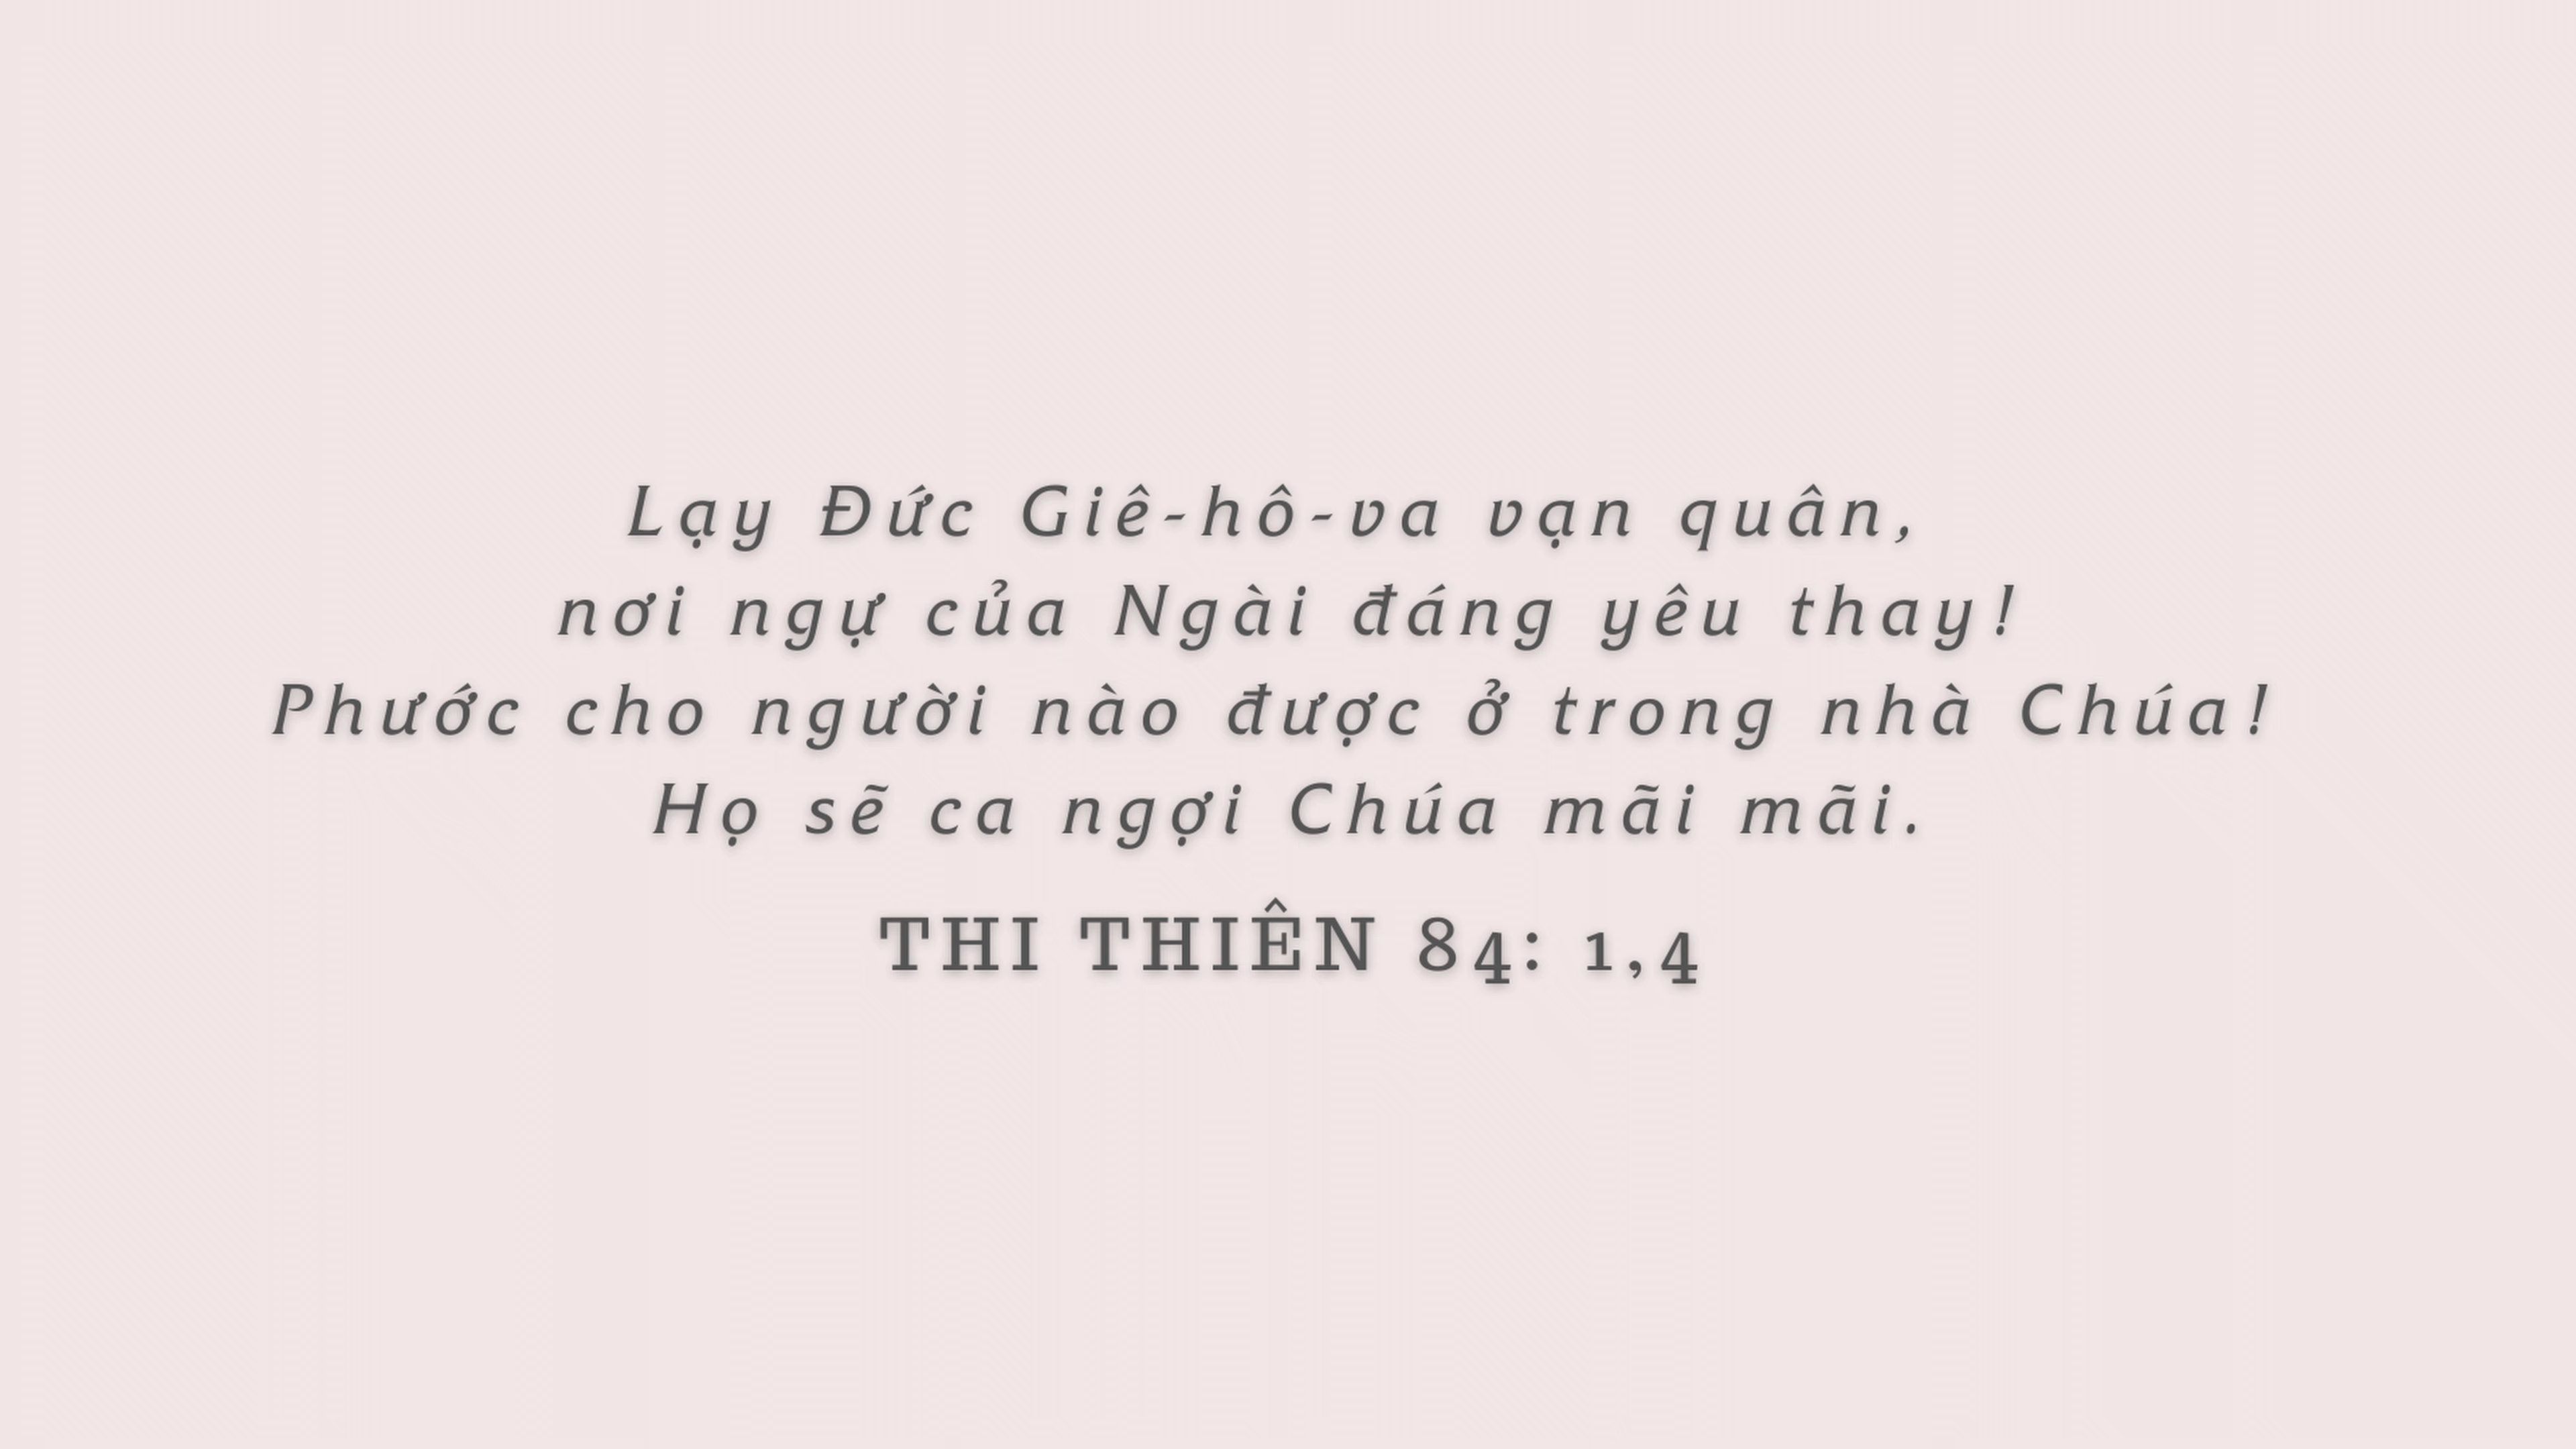 Lạy Đức Giê-hô-va vạn quân,
nơi ngự của Ngài đáng yêu thay!
Phước cho người nào được ở trong nhà Chúa!
Họ sẽ ca ngợi Chúa mãi mãi.
THI THIÊN 84: 1,4